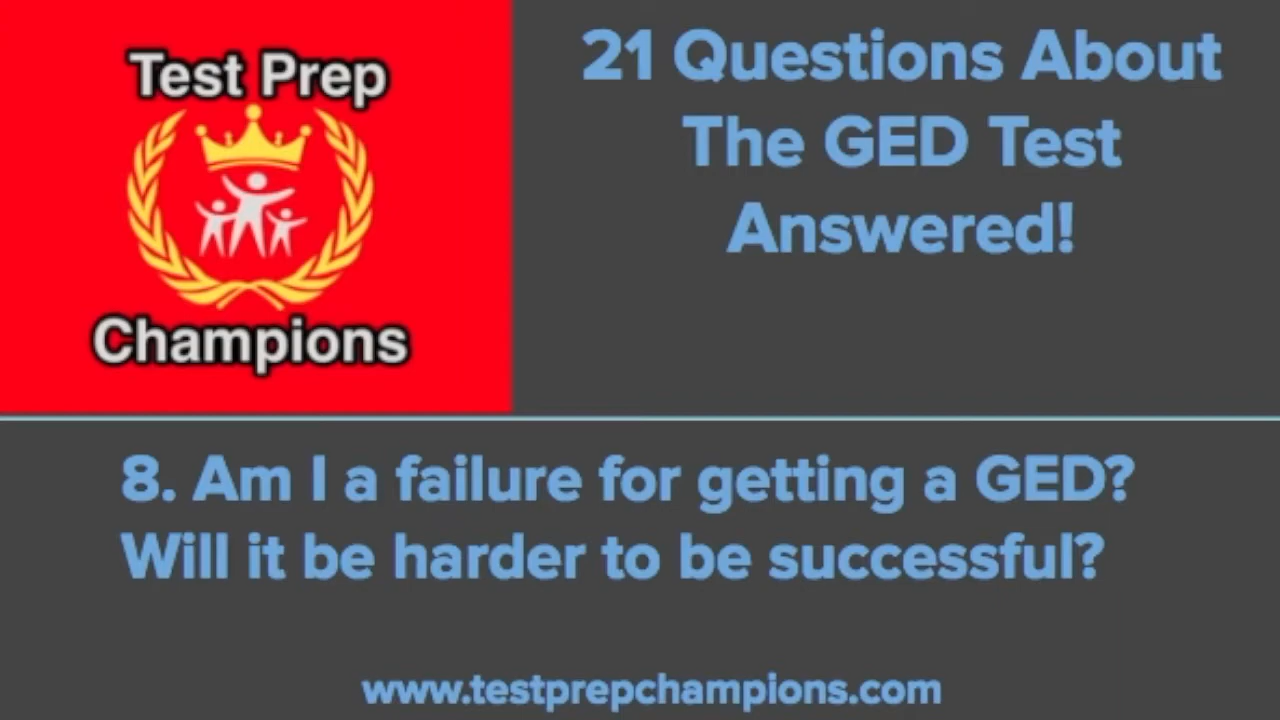 Test Prep
Champions
21 Questions About
The GED Test
Answered!
8. Am I a failure for getting a GED?
Will it be harder to be successful?
www.testprepchampions.com